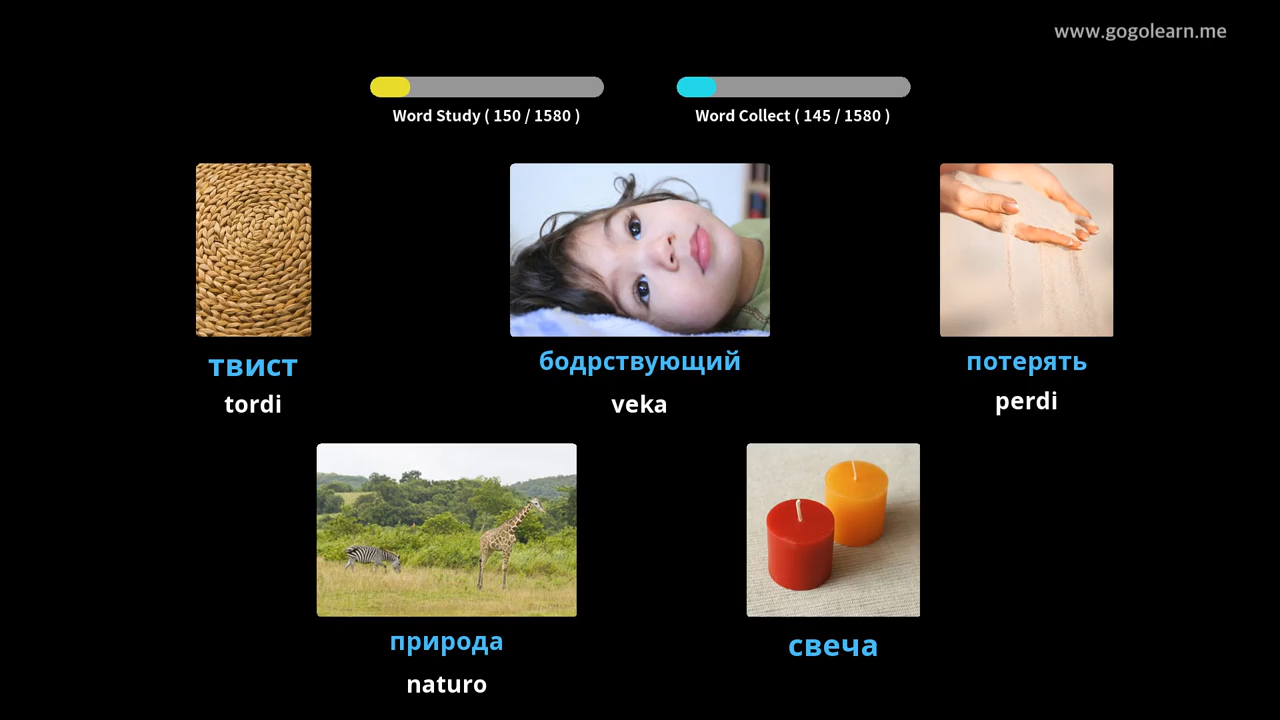 www.gogolearn.me
Word Study ( 150 / 1580 )
Word Collect ( 145 / 1580 )
твист
tordi
бодрствующий
veka
потерять
perdi
природа
naturo
свеча